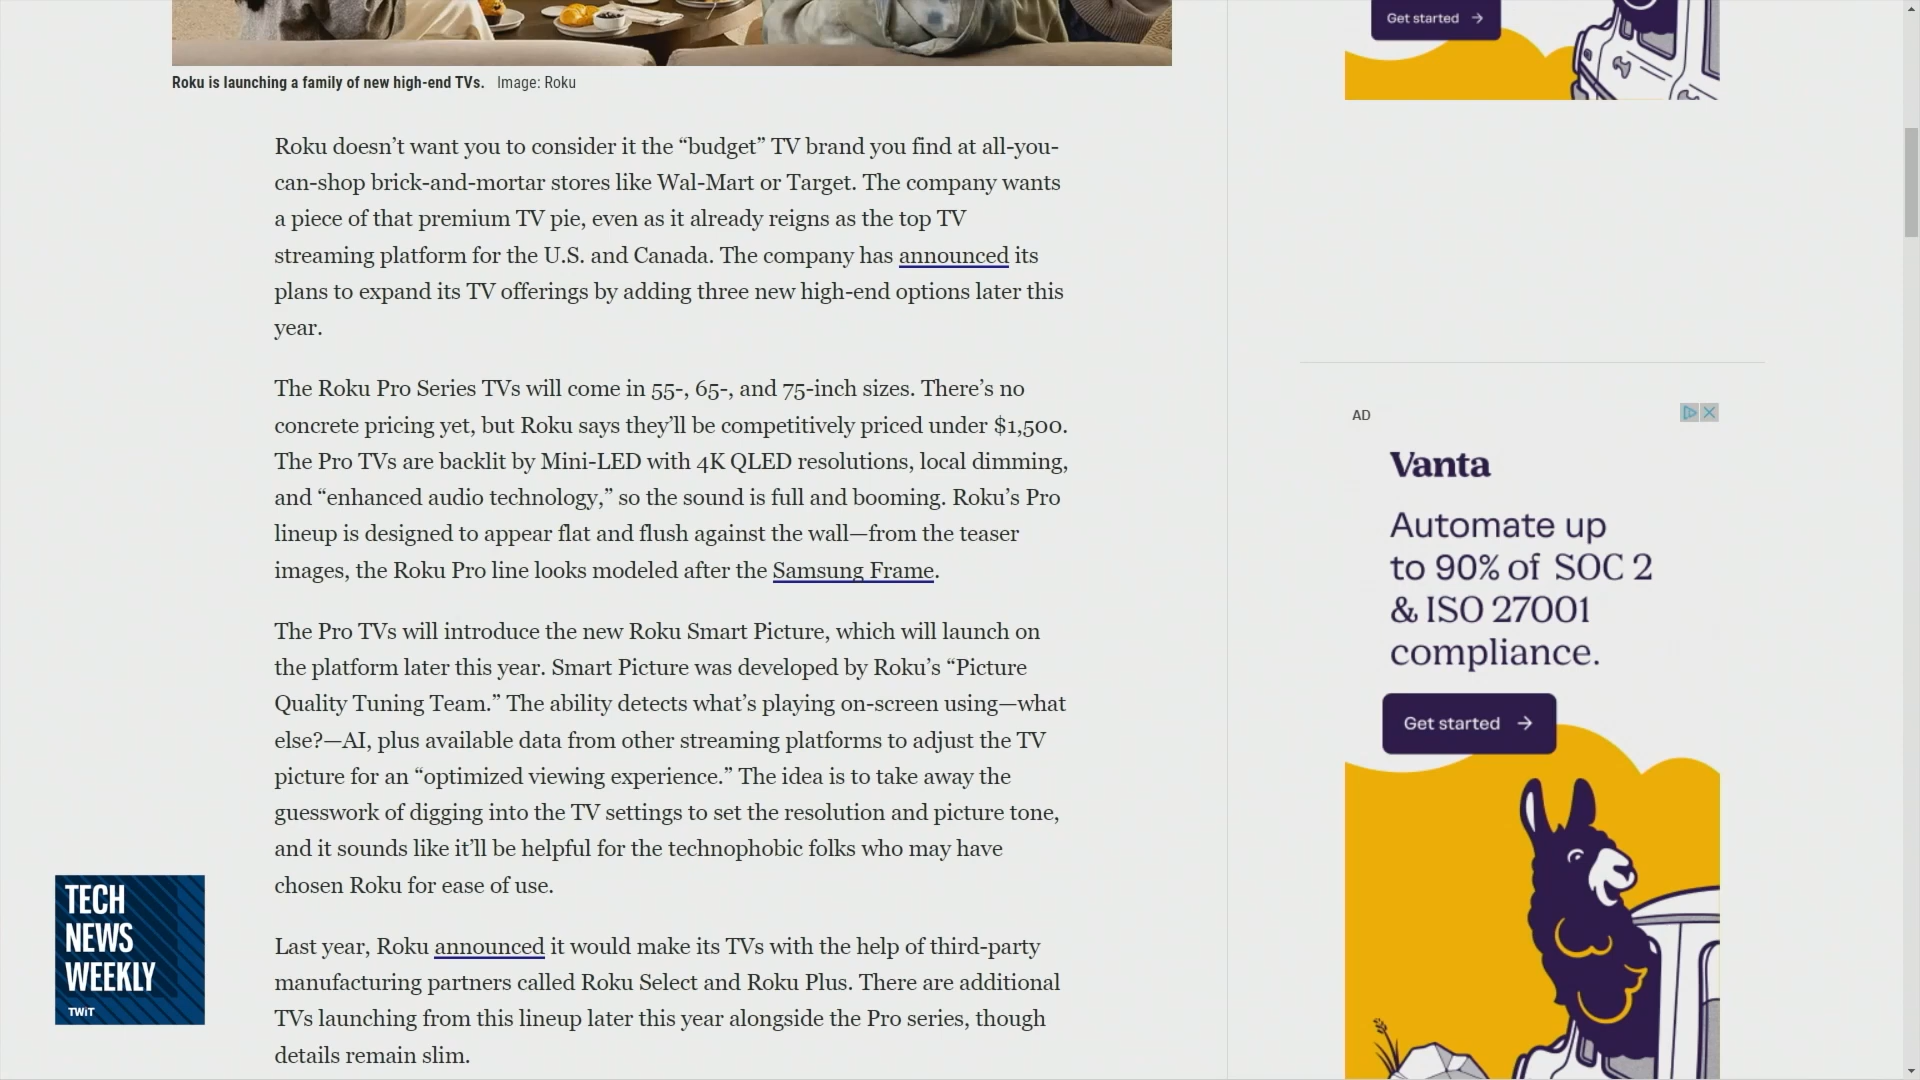 Get started →
Roku is launching a family of new high-end TVs. Image: Roku
Roku doesn’t want you to consider it the “budget” TV brand you find at all-you-
can-shop brick-and-mortar stores like Wal-Mart or Target. The company wants
a piece of that premium TV pie, even as it already reigns as the top TV
streaming platform for the U.S. and Canada. The company has announced its
plans to expand its TV offerings by adding three new high-end options later this
year.
The Roku Pro Series TVs will come in 55-, 65-, and 75-inch sizes. There’s no
concrete pricing yet, but Roku says they’ll be competitively priced under $1,500.
The Pro TVs are backlit by Mini-LED with 4K QLED resolutions, local dimming,
and “enhanced audio technology,” so the sound is full and booming. Roku’s Pro
lineup is designed to appear flat and flush against the wall—from the teaser
images, the Roku Pro line looks modeled after the Samsung Frame.
The Pro TVs will introduce the new Roku Smart Picture, which will launch on
the platform later this year. Smart Picture was developed by Roku’s “Picture
Quality Tuning Team.” The ability detects what’s playing on-screen using—what
else?—AI, plus available data from other streaming platforms to adjust the TV
picture for an “optimized viewing experience.” The idea is to take away the
guesswork of digging into the TV settings to set the resolution and picture tone,
and it sounds like it’ll be helpful for the technophobic folks who may have
chosen Roku for ease of use.
Last year, Roku announced it would make its TVs with the help of third-party
manufacturing partners called Roku Select and Roku Plus. There are additional
TVs launching from this lineup later this year alongside the Pro series, though
details remain slim.
AD
Vanta
Automate up
to 90% of SOC 2
& ISO 27001
compliance.
Get started →
TECH
NEWS
WEEKLY
TWiT